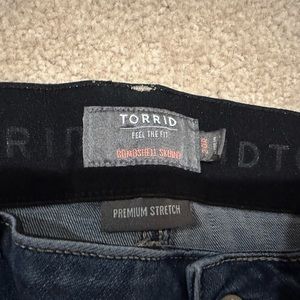 TORRID
FEEL THE FIT
BOMBSHELL SKINNY
R
D T
PREMIUM STRETCH